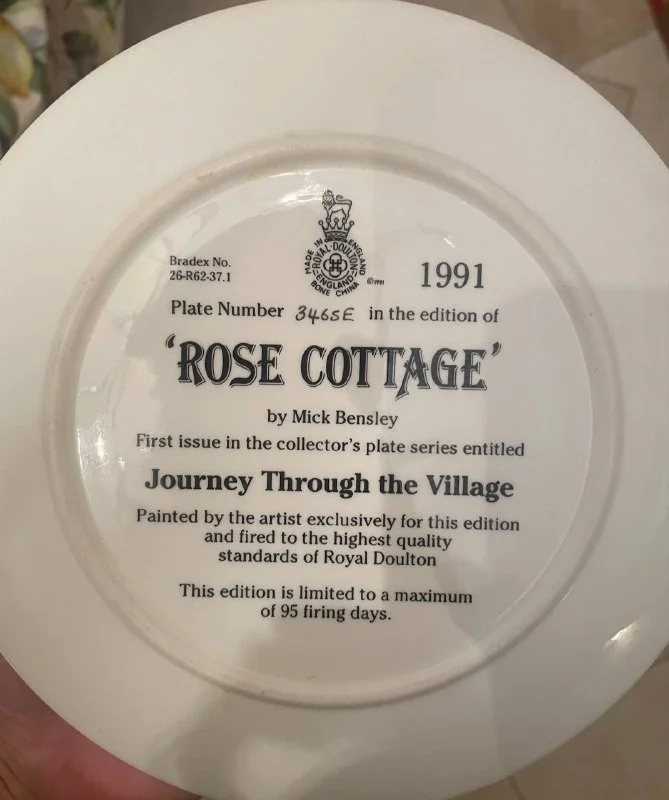 MADE IN ENGLAND
ROYAL·DOULTON
ENGLAND
BONE CHINA
©1991
Bradex No.
26-R62-37.1
1991
Plate Number 3465E in the edition of
'ROSE COTTAGE'
by Mick Bensley
First issue in the collector's plate series entitled
Journey Through the Village
Painted by the artist exclusively for this edition
and fired to the highest quality
standards of Royal Doulton
This edition is limited to a maximum
of 95 firing days.